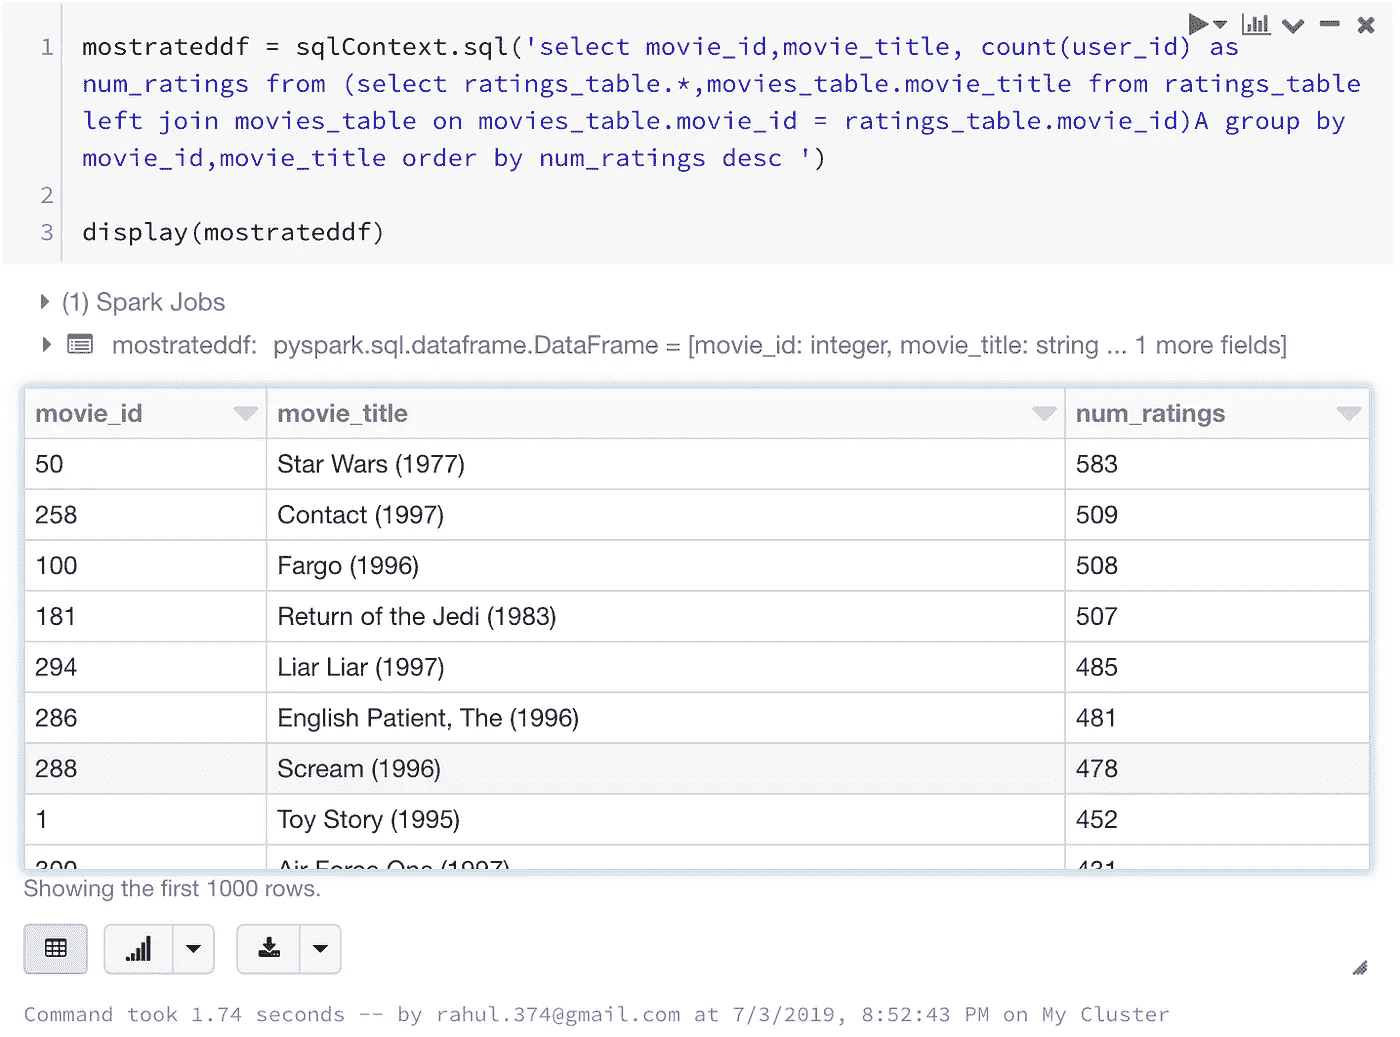 1 mostrateddf = sqlContext.sql('select movie_id,movie_title, count(user_id) as
num_ratings from (select ratings_table.*,movies_table.movie_title from ratings_table
left join movies_table on movies_table.movie_id = ratings_table.movie_id)A group by
movie_id,movie_title order by num_ratings desc ')
2
3 display(mostrateddf)
(1) Spark Jobs
mostrateddf: pyspark.sql.dataframe.DataFrame = [movie_id: integer, movie_title: string ... 1 more fields]
movie_id movie_title num_ratings
50 Star Wars (1977) 583
258 Contact (1997) 509
100 Fargo (1996) 508
181 Return of the Jedi (1983) 507
294 Liar Liar (1997) 485
286 English Patient, The (1996) 481
288 Scream (1996) 478
1 Toy Story (1995) 452
300 Air Force One (1997) 431
Showing the first 1000 rows.
Command took 1.74 seconds -- by rahul.374@gmail.com at 7/3/2019, 8:52:43 PM on My Cluster